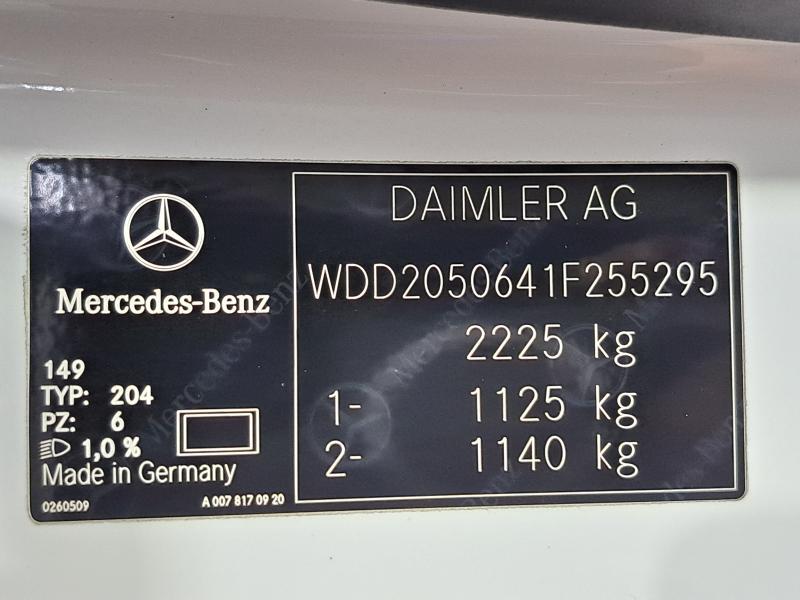 Mercedes-Benz
149
TYP: 204
PZ: 6
1,0 %
Made in Germany
0260509
A 007 817 09 20
DAIMLER AG
WDD2050641F255295
2225 kg
1- 1125 kg
2- 1140 kg